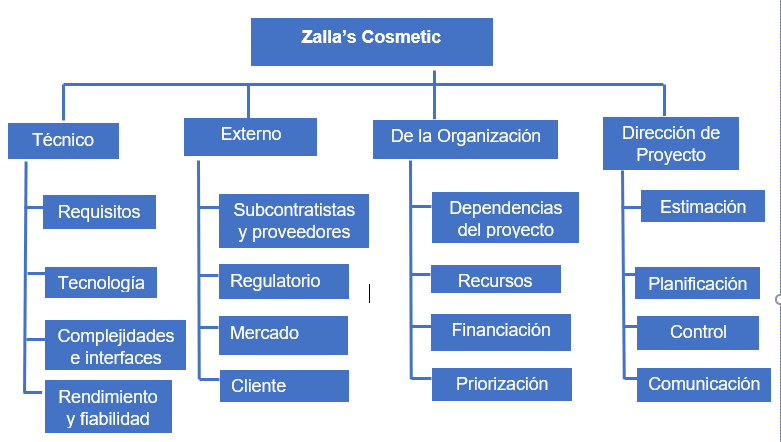 Zalla's Cosmetic
Técnico
Requisitos
Tecnología
Complejidades
e interfaces
Rendimiento
y fiabilidad
Externo
Subcontratistas
y proveedores
Regulatorio
Mercado
Cliente
De la Organización
Dependencias
del proyecto
Recursos
Financiación
Priorización
Dirección de
Proyecto
Estimación
Planificación
Control
Comunicación